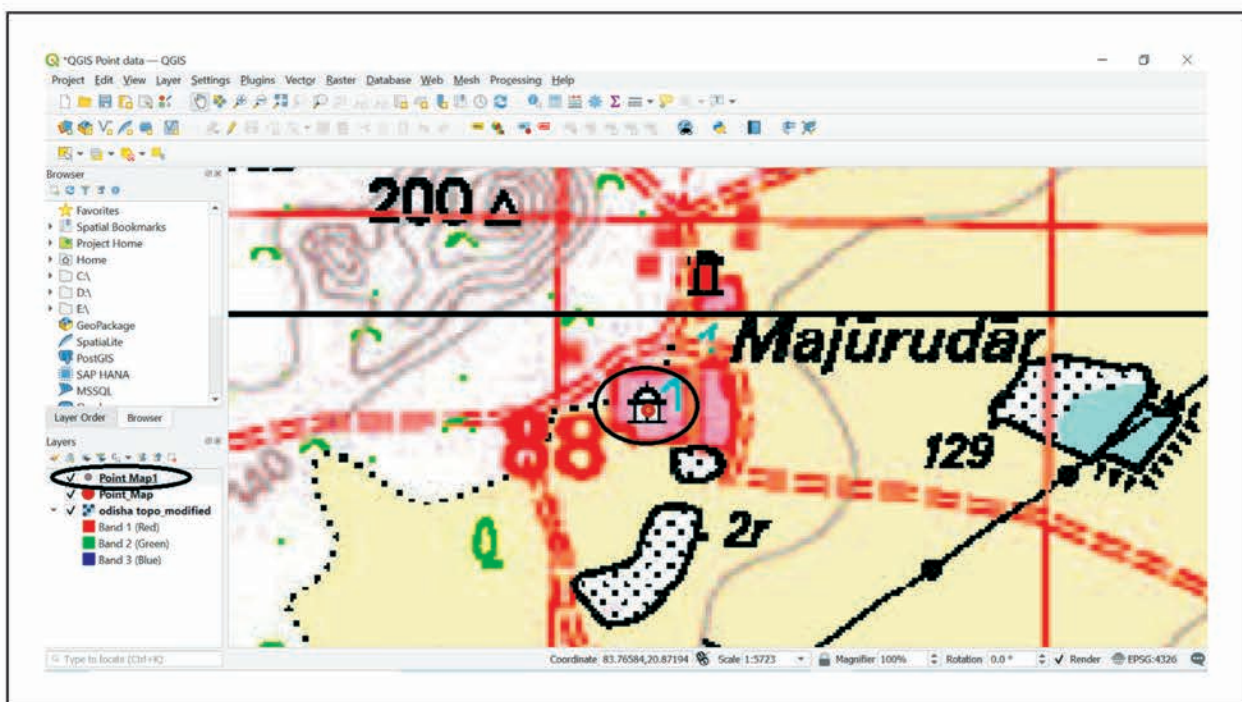 *QGIS Point data — QGIS
Project Edit View Layer Settings Plugins Vector Raster Database Web Mesh Processing Help
Browser
Favorites
Spatial Bookmarks
Project Home
Home
C:\
D:\
E:\
GeoPackage
SpatiaLite
PostGIS
SAP HANA
MSSQL
Layer Order Browser
Layers
Point Map1
Point_Map
odisha topo_modified
Band 1 (Red)
Band 2 (Green)
Band 3 (Blue)
200
1
Majūrudār
1
88
129
140
2r
Q
Type to locate (Ctrl+K)
Coordinate 83.76584,20.87194 Scale 1:5723 Magnifier 100% Rotation 0.0 ° Render EPSG:4326